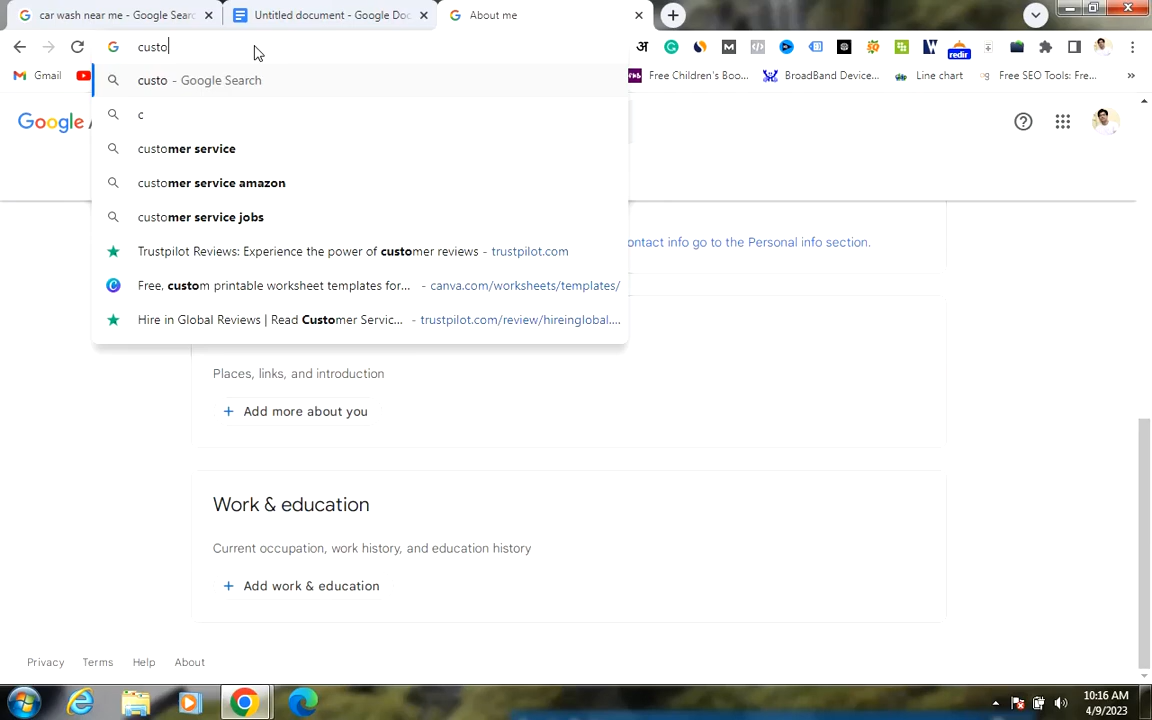 car wash near me - Google Searc
Untitled document - Google Doc
About me
custo
Gmail
Free Children's Boo...
BroadBand Device...
Line chart
Free SEO Tools: Fre...
»
custo - Google Search
c
customer service
customer service amazon
customer service jobs
Trustpilot Reviews: Experience the power of customer reviews - trustpilot.com
Free, custom printable worksheet templates for... - canva.com/worksheets/templates/
Hire in Global Reviews | Read Customer Servic... - trustpilot.com/review/hireinglobal....
Google A
ontact info go to the Personal info section.
Places, links, and introduction
+ Add more about you
Work & education
Current occupation, work history, and education history
+ Add work & education
Privacy Terms Help About
10:16 AM
4/9/2023